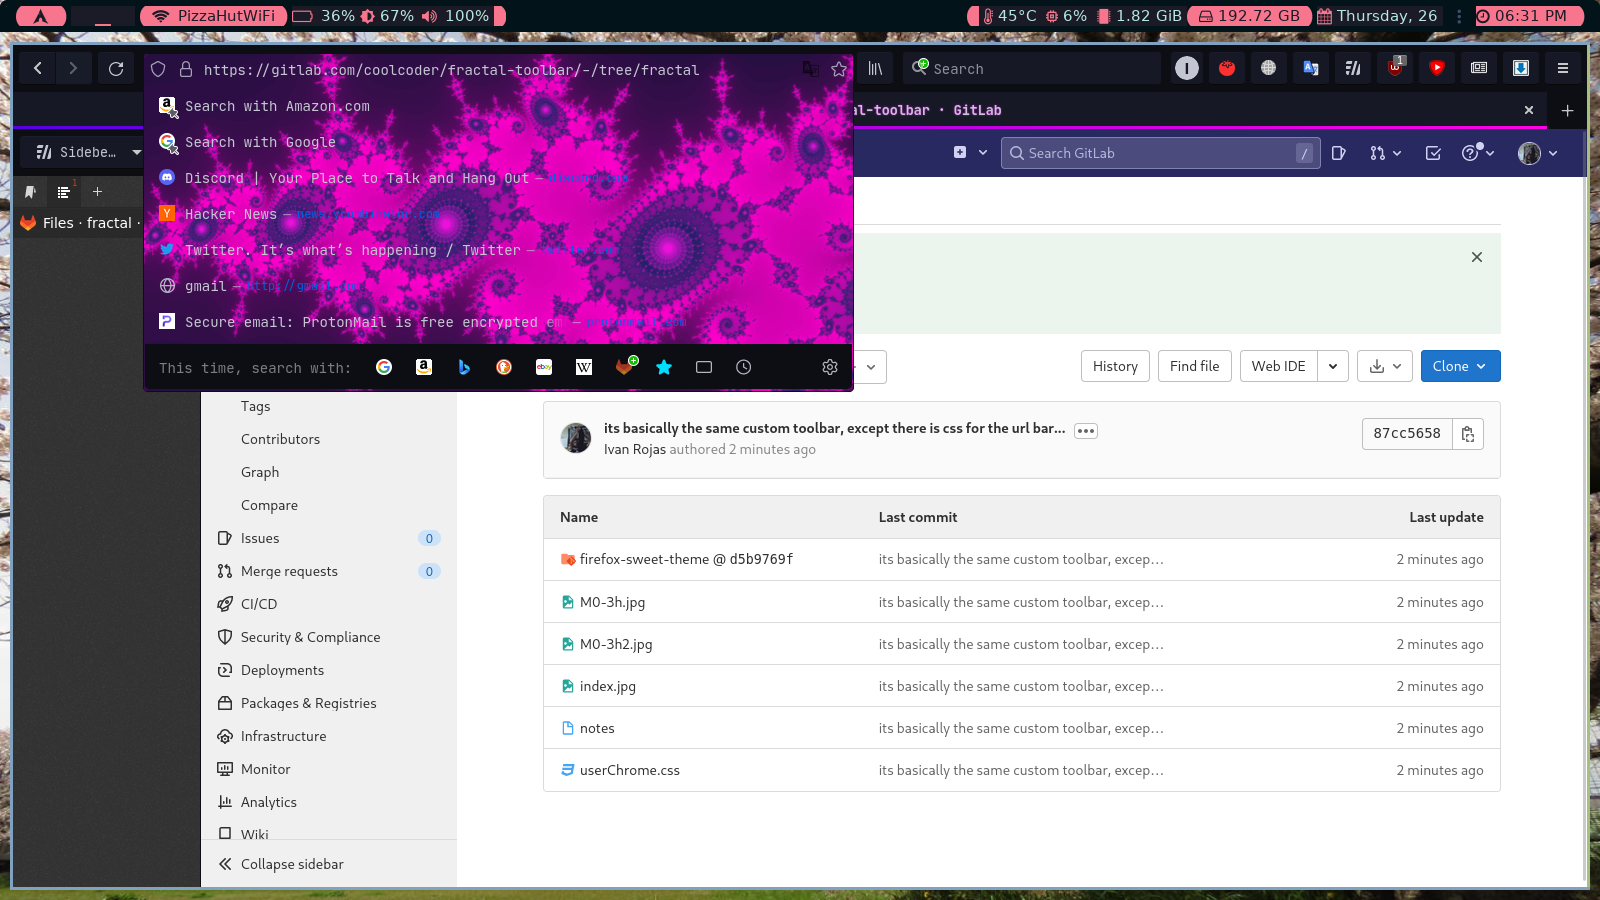 PizzaHutWiFi 36% 67% 100% 45°C 6% 1.82 GiB 192.72 GB Thursday, 26 06:31 PM
https://gitlab.com/coolcoder/fractal-toolbar/-/tree/fractal
Search
1
Search with Amazon.com
al-toolbar · GitLab
Search with Google
Sidebe…
Search GitLab /
Discord | Your Place to Talk and Hang Out —
1
Hacker News —
Files · fractal ·
Twitter. It's what's happening / Twitter —
gmail — http://gmail.com
Secure email: ProtonMail is free encrypted em — protonmail.com
This time, search with:
History
Find file
Web IDE
Clone
Tags
Contributors
Graph
Compare
Issues 0
Merge requests 0
CI/CD
Security & Compliance
Deployments
Packages & Registries
Infrastructure
Monitor
Analytics
Wiki
Collapse sidebar
its basically the same custom toolbar, except there is css for the url bar...
Ivan Rojas authored 2 minutes ago
87cc5658
Name Last commit Last update
firefox-sweet-theme @ d5b9769f its basically the same custom toolbar, excep… 2 minutes ago
M0-3h.jpg its basically the same custom toolbar, excep… 2 minutes ago
M0-3h2.jpg its basically the same custom toolbar, excep… 2 minutes ago
index.jpg its basically the same custom toolbar, excep… 2 minutes ago
notes its basically the same custom toolbar, excep… 2 minutes ago
userChrome.css its basically the same custom toolbar, excep… 2 minutes ago